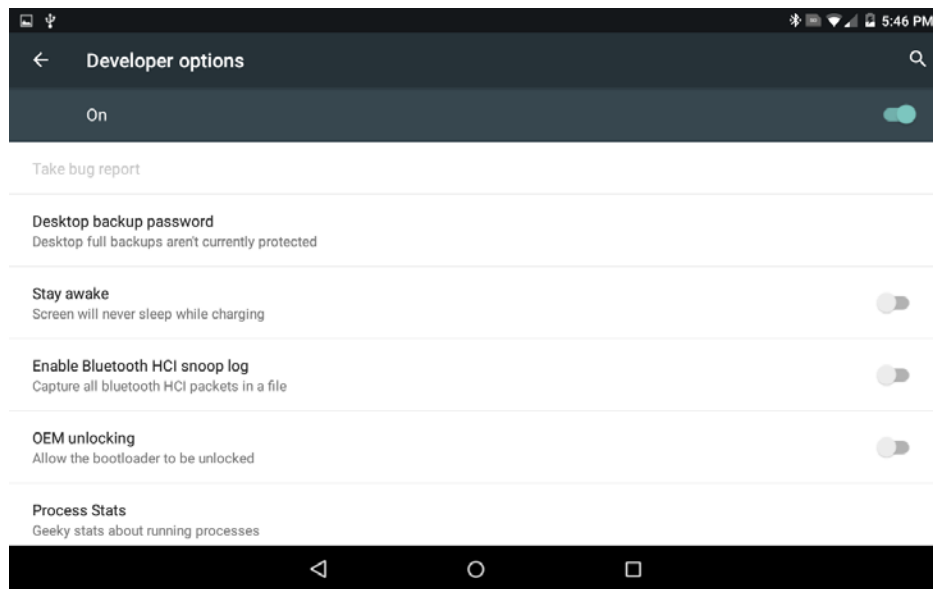 5:46 PM
Developer options
On
Take bug report
Desktop backup password
Desktop full backups aren't currently protected
Stay awake
Screen will never sleep while charging
Enable Bluetooth HCI snoop log
Capture all bluetooth HCI packets in a file
OEM unlocking
Allow the bootloader to be unlocked
Process Stats
Geeky stats about running processes